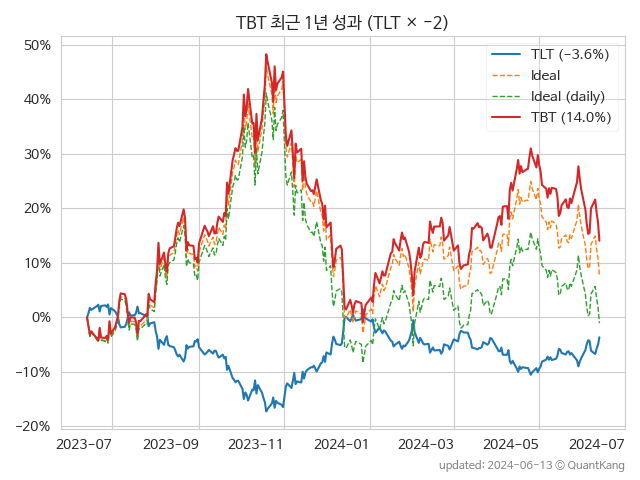 TBT 최근 1년 성과 (TLT × −2)
50%
40%
30%
20%
10%
0%
−10%
−20%
TLT (−3.6%)
Ideal
Ideal (daily)
TBT (14.0%)
2023-07
2023-09
2023-11
2024-01
2024-03
2024-05
2024-07
updated: 2024-06-13 © QuantKang